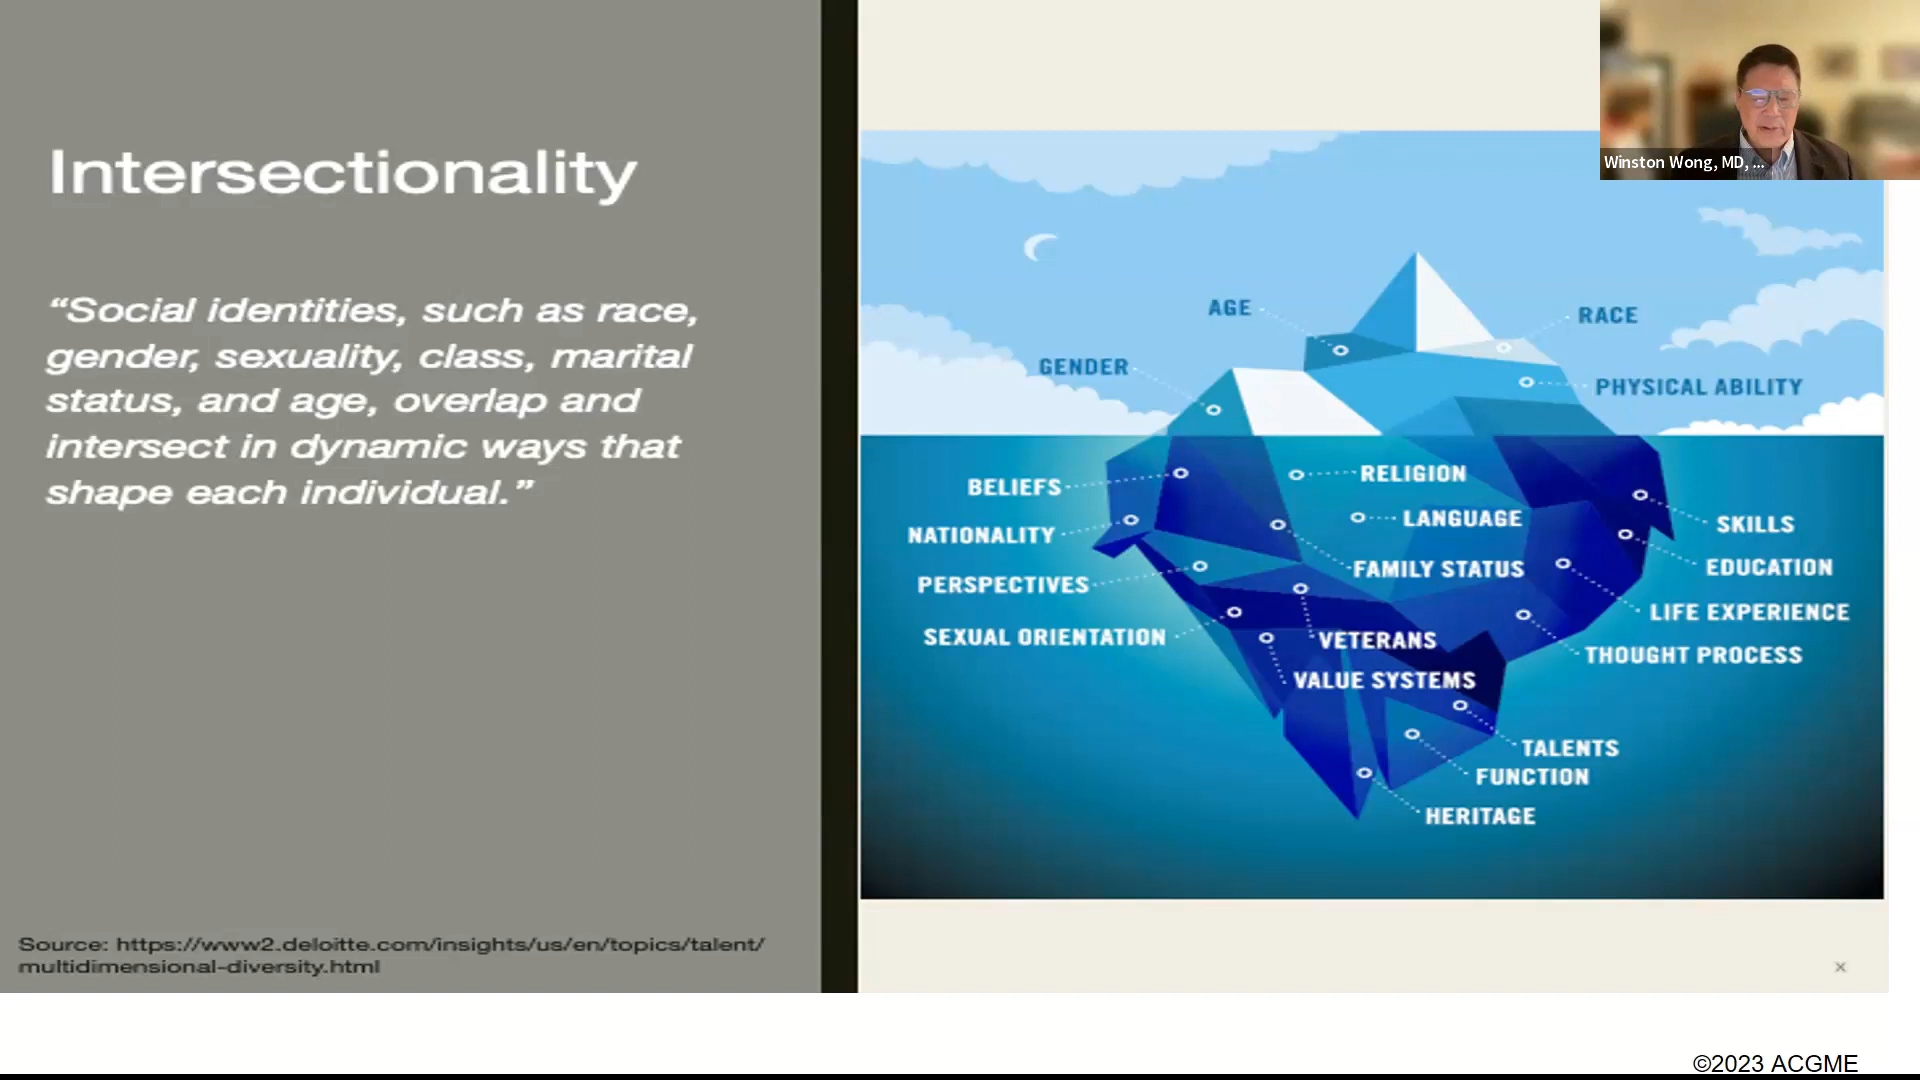 Intersectionality
“Social identities, such as race,
gender, sexuality, class, marital
status, and age, overlap and
intersect in dynamic ways that
shape each individual.”
Source: https://www2.deloitte.com/insights/us/en/topics/talent/
multidimensional-diversity.html
Winston Wong, MD, ...
AGE
RACE
GENDER
PHYSICAL ABILITY
BELIEFS
RELIGION
NATIONALITY
LANGUAGE
SKILLS
PERSPECTIVES
FAMILY STATUS
EDUCATION
SEXUAL ORIENTATION
VETERANS
LIFE EXPERIENCE
VALUE SYSTEMS
THOUGHT PROCESS
TALENTS
FUNCTION
HERITAGE
©2023 ACGME